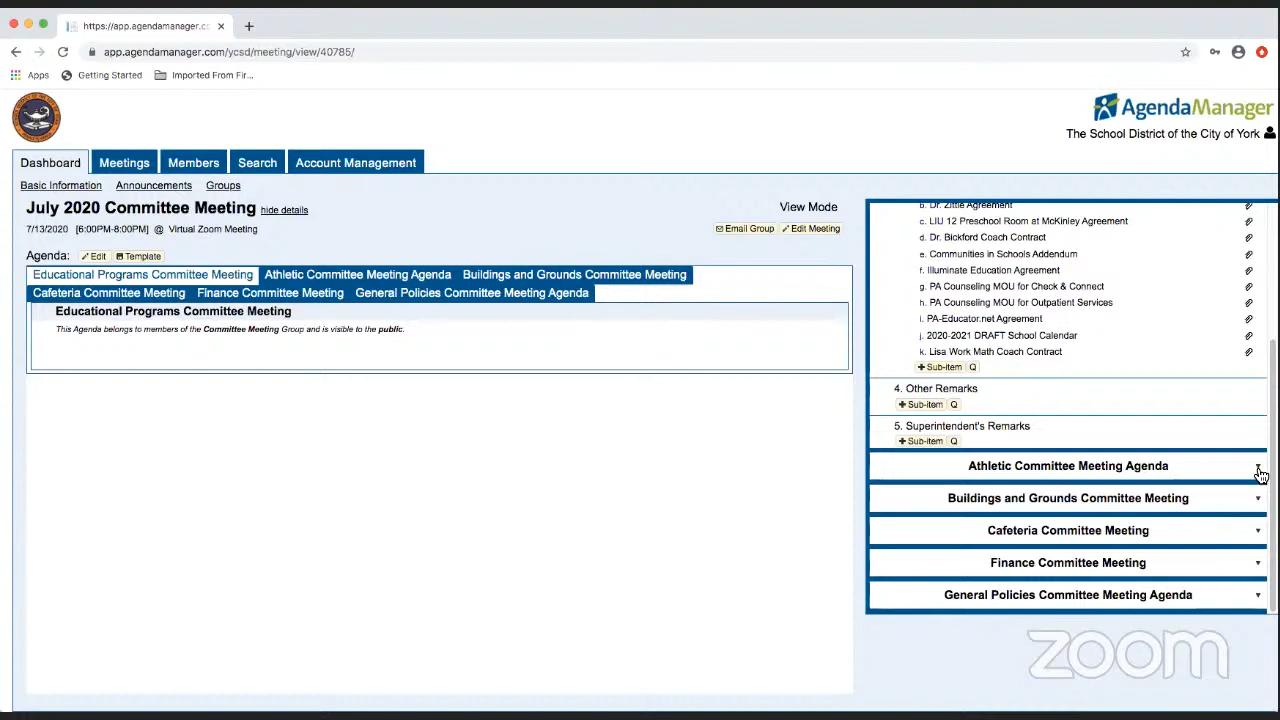 https://app.agendamanager.co
app.agendamanager.com/ycsd/meeting/view/40785/
Apps Getting Started Imported From Fir...
AgendaManager
The School District of the City of York
Dashboard Meetings Members Search Account Management
Basic Information Announcements Groups
July 2020 Committee Meeting hide details
View Mode
7/13/2020 [6:00PM-8:00PM] @ Virtual Zoom Meeting
Email Group Edit Meeting
Agenda: Edit Template
Educational Programs Committee Meeting Athletic Committee Meeting Agenda Buildings and Grounds Committee Meeting
Cafeteria Committee Meeting Finance Committee Meeting General Policies Committee Meeting Agenda
Educational Programs Committee Meeting
This Agenda belongs to members of the Committee Meeting Group and is visible to the public.
b. Dr. Zittle Agreement
c. LIU 12 Preschool Room at McKinley Agreement
d. Dr. Bickford Coach Contract
e. Communities in Schools Addendum
f. Illuminate Education Agreement
g. PA Counseling MOU for Check & Connect
h. PA Counseling MOU for Outpatient Services
i. PA-Educator.net Agreement
j. 2020-2021 DRAFT School Calendar
k. Lisa Work Math Coach Contract
+ Sub-item Q
4. Other Remarks
+ Sub-item Q
5. Superintendent's Remarks
+ Sub-item Q
Athletic Committee Meeting Agenda
Buildings and Grounds Committee Meeting
Cafeteria Committee Meeting
Finance Committee Meeting
General Policies Committee Meeting Agenda
zoom